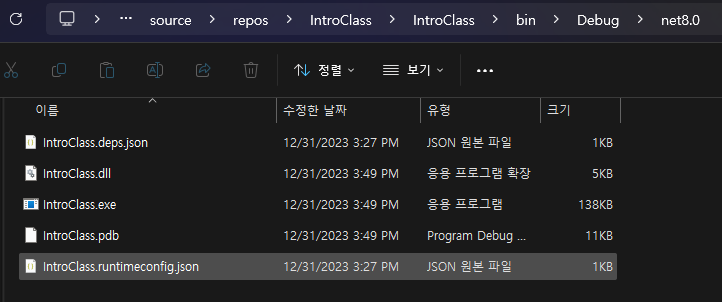 source > repos > IntroClass > IntroClass > bin > Debug > net8.0
정렬 보기
이름 수정한 날짜 유형 크기
IntroClass.deps.json 12/31/2023 3:27 PM JSON 원본 파일 1KB
IntroClass.dll 12/31/2023 3:49 PM 응용 프로그램 확장 5KB
IntroClass.exe 12/31/2023 3:49 PM 응용 프로그램 138KB
IntroClass.pdb 12/31/2023 3:49 PM Program Debug ... 11KB
IntroClass.runtimeconfig.json 12/31/2023 3:27 PM JSON 원본 파일 1KB